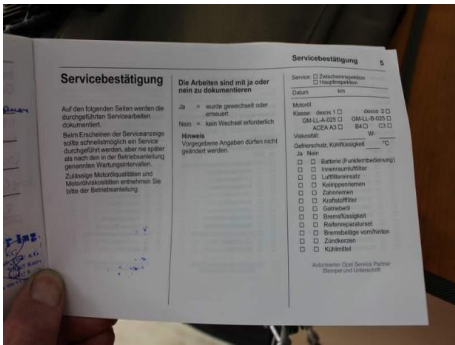 Servicebestätigung 5
Servicebestätigung
Auf den folgenden Seiten werden die
durchgeführten Servicearbeiten
dokumentiert.
Beim Erscheinen der Serviceanzeige
sollte schnellstmöglich ein Service
durchgeführt werden, aber nie später
als nach den in der Betriebsanleitung
genannten Wartungsintervallen.
Zulässige Motorölqualitäten und
Motorölviskositäten entnehmen Sie
bitte der Betriebsanleitung.
Die Arbeiten sind mit ja oder
nein zu dokumentieren
Ja = wurde gewechselt oder
erneuert
Nein = kein Wechsel erforderlich
Hinweis
Vorgegebene Angaben dürfen nicht
geändert werden.
Service: ☐ Zwischeninspektion
☐ Hauptinspektion
Datum km
Motoröl
Klasse: dexos 1 ☐ dexos 2 ☐
GM-LL-A-025 ☐ GM-LL-B-025 ☐
ACEA A3 ☐ B4 ☐ C3 ☐
Viskosität: W-
Gefrierschutz, Kühlflüssigkeit °C
Ja Nein
☐ ☐ Batterie (Funkfernbedienung)
☐ ☐ Innenraumluftfilter
☐ ☐ Luftfiltereinsatz
☐ ☐ Keilrippenriemen
☐ ☐ Zahnriemen
☐ ☐ Kraftstofffilter
☐ ☐ Getriebeöl
☐ ☐ Bremsflüssigkeit
☐ ☐ Reifenreparaturset
☐ ☐ Bremsbeläge vorn/hinten
☐ ☐ Zündkerzen
☐ ☐ Kühlmittel
Autorisierter Opel Service Partner
Stempel und Unterschrift